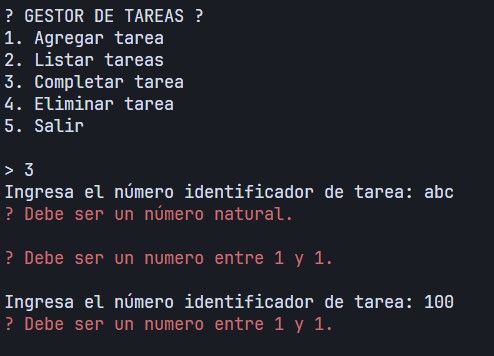 ? GESTOR DE TAREAS ?
1. Agregar tarea
2. Listar tareas
3. Completar tarea
4. Eliminar tarea
5. Salir
> 3
Ingresa el número identificador de tarea: abc
? Debe ser un número natural.
? Debe ser un numero entre 1 y 1.
Ingresa el número identificador de tarea: 100
? Debe ser un numero entre 1 y 1.